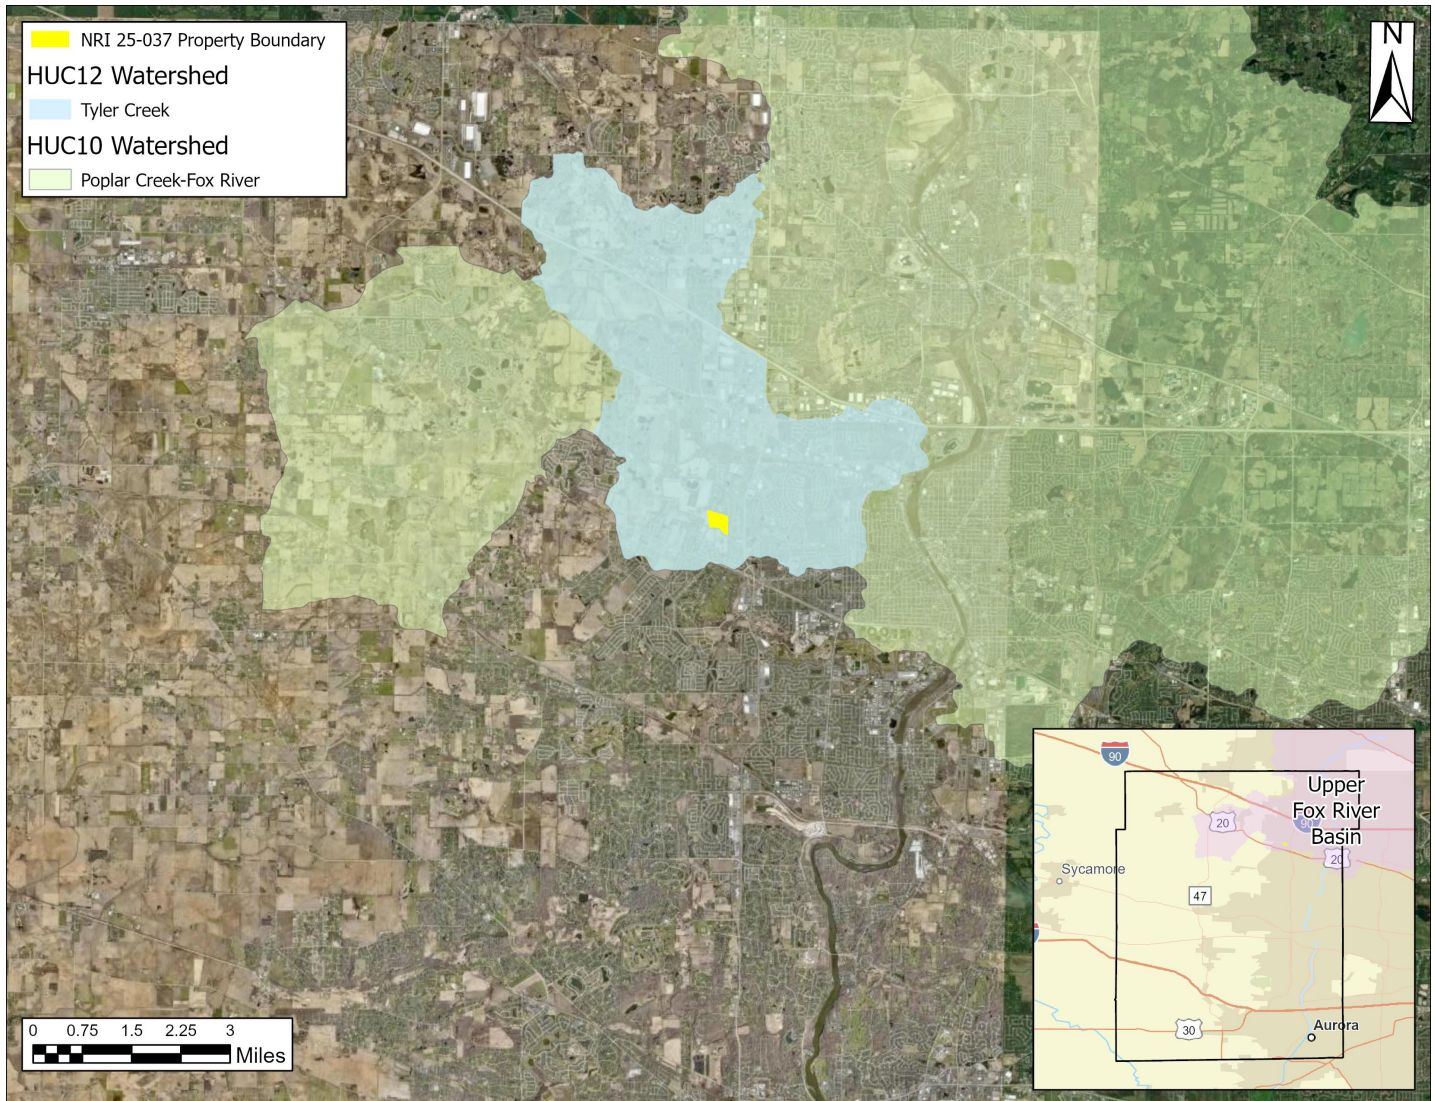 NRI 25-037 Property Boundary
HUC12 Watershed
Tyler Creek
HUC10 Watershed
Poplar Creek-Fox River
N
90
Upper
Fox River
Basin
20
90
20
Sycamore
47
30
Aurora
0 0.75 1.5 2.25 3
Miles